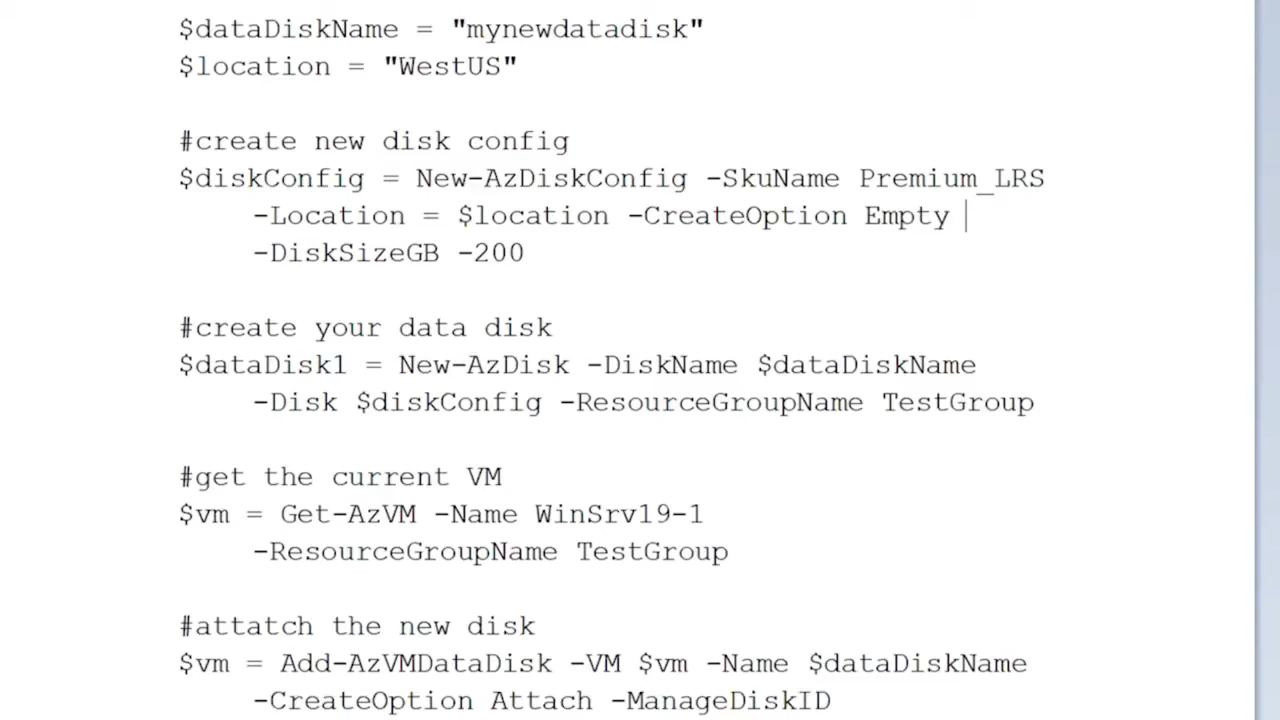 $dataDiskName = "mynewdatadisk"
$location = "WestUS"
#create new disk config
$diskConfig = New-AzDiskConfig -SkuName Premium_LRS
-Location = $location -CreateOption Empty
-DiskSizeGB -200
#create your data disk
$dataDisk1 = New-AzDisk -DiskName $dataDiskName
-Disk $diskConfig -ResourceGroupName TestGroup
#get the current VM
$vm = Get-AzVM -Name WinSrv19-1
-ResourceGroupName TestGroup
#attatch the new disk
$vm = Add-AzVMDataDisk -VM $vm -Name $dataDiskName
-CreateOption Attach -ManageDiskID